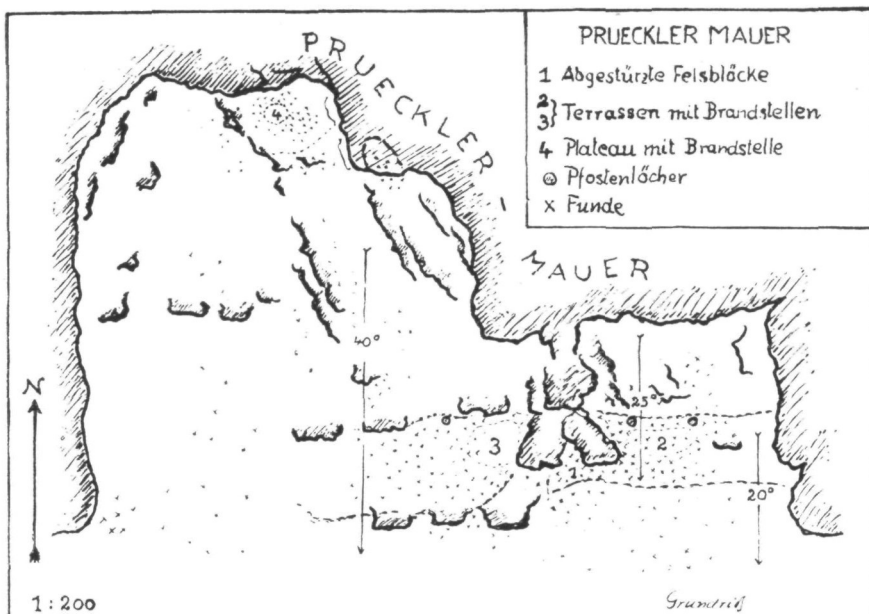 PRUECKLER-
MAUER
PRUECKLER MAUER
1 Abgestürzte Felsblöcke
2
3 } Terrassen mit Brandstellen
4 Plateau mit Brandstelle
Pfostenlöcher
x Funde
4
40°
25°
3
1
2
20°
N
1:200
Grundriß